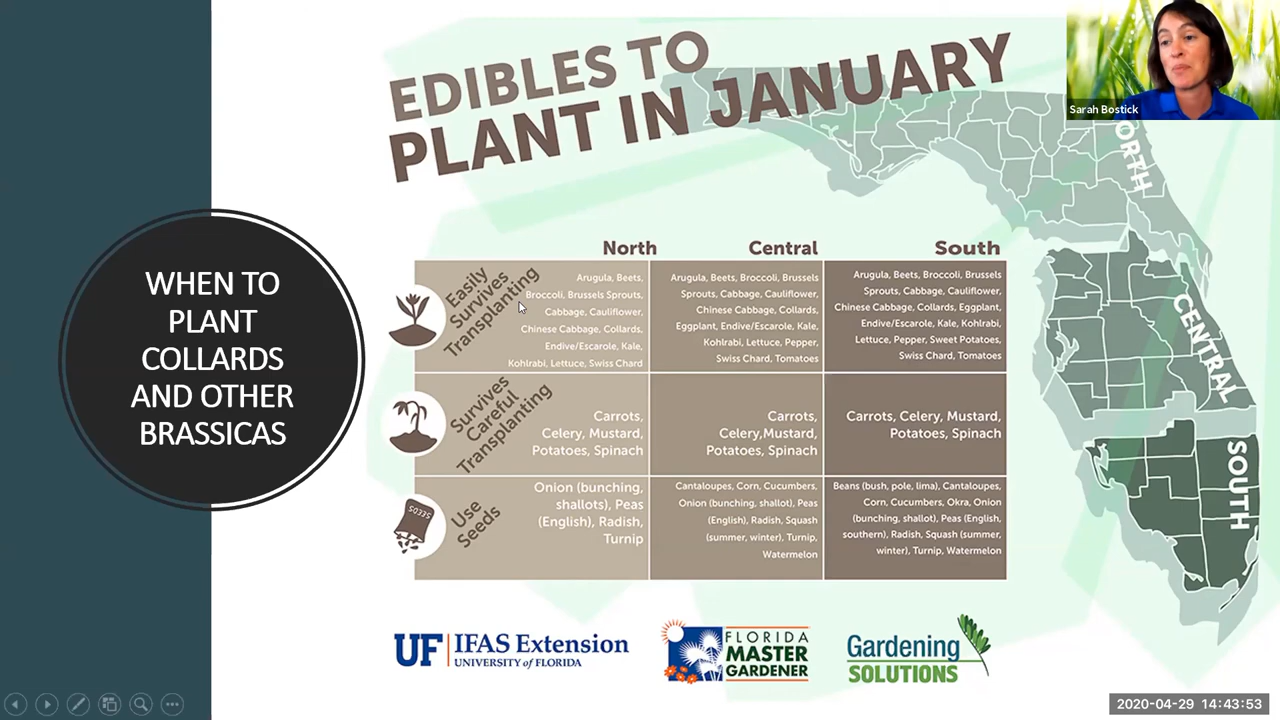 WHEN TO
PLANT
COLLARDS
AND OTHER
BRASSICAS
EDIBLES TO
PLANT IN JANUARY
Sarah Bostick
NORTH
CENTRAL
SOUTH
North
Central
South
Easily
Survives
Transplanting
Arugula, Beets,
Broccoli, Brussels Sprouts,
Cabbage, Cauliflower,
Chinese Cabbage, Collards,
Endive/Escarole, Kale,
Kohlrabi, Lettuce, Swiss Chard
Arugula, Beets, Broccoli, Brussels
Sprouts, Cabbage, Cauliflower,
Chinese Cabbage, Collards,
Eggplant, Endive/Escarole, Kale,
Kohlrabi, Lettuce, Pepper,
Swiss Chard, Tomatoes
Arugula, Beets, Broccoli, Brussels
Sprouts, Cabbage, Cauliflower,
Chinese Cabbage, Collards, Eggplant,
Endive/Escarole, Kale, Kohlrabi,
Lettuce, Pepper, Sweet Potatoes,
Swiss Chard, Tomatoes
Survives
Careful
Transplanting
Carrots,
Celery, Mustard,
Potatoes, Spinach
Carrots,
Celery,Mustard,
Potatoes, Spinach
Carrots, Celery, Mustard,
Potatoes, Spinach
SEEDS
Use
Seeds
Onion (bunching,
shallots), Peas
(English), Radish,
Turnip
Cantaloupes, Corn, Cucumbers,
Onion (bunching, shallot), Peas
(English), Radish, Squash
(summer, winter), Turnip,
Watermelon
Beans (bush, pole, lima), Cantaloupes,
Corn, Cucumbers, Okra, Onion
(bunching, shallot), Peas (English,
southern), Radish, Squash (summer,
winter), Turnip, Watermelon
UF IFAS Extension
UNIVERSITY of FLORIDA
FLORIDA
MASTER
GARDENER
Gardening
SOLUTIONS
2020-04-29 14:43:53